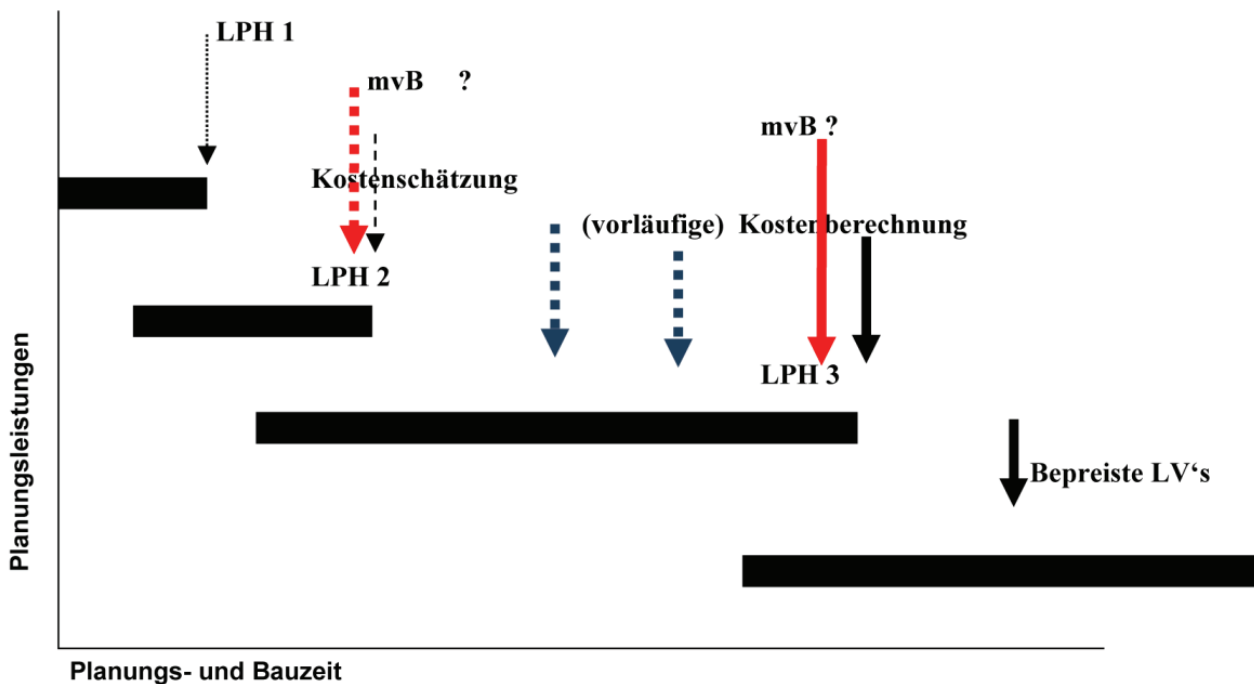 LPH 1
mvB ?
mvB ?
Kostenschätzung
(vorläufige) Kostenberechnung
LPH 2
LPH 3
Bepreiste LV‘s
Planungsleistungen
Planungs- und Bauzeit